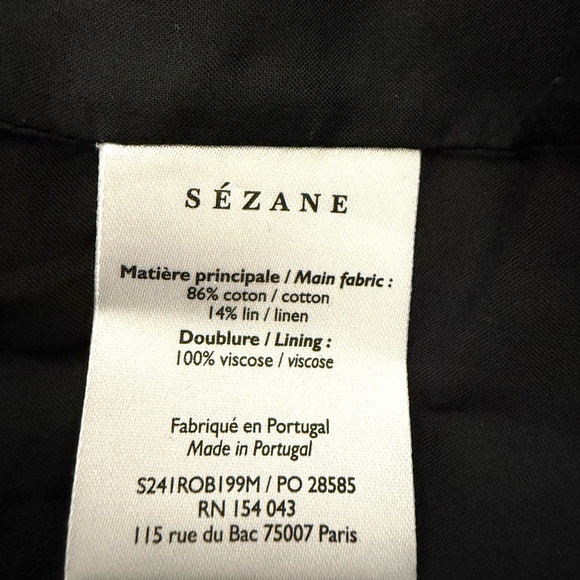 SÉZANE
Matière principale / Main fabric :
86% coton / cotton
14% lin / linen
Doublure / Lining :
100% viscose / viscose
Fabriqué en Portugal
Made in Portugal
S241ROB199M / PO 28585
RN 154 043
115 rue du Bac 75007 Paris